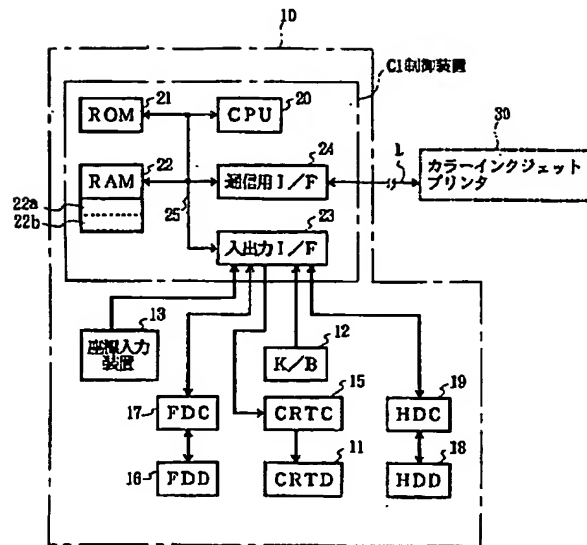 10
C1制御装置
21
20
ROM
CPU
22
24
30
RAM
通信用I/F
L
カラーインクジェット
プリンタ
22a
22b
25
23
入出力I/F
13
座標入力
装置
12
K/B
15
19
17
FDC
CRTC
HDC
11
18
16
FDD
CRTD
HDD